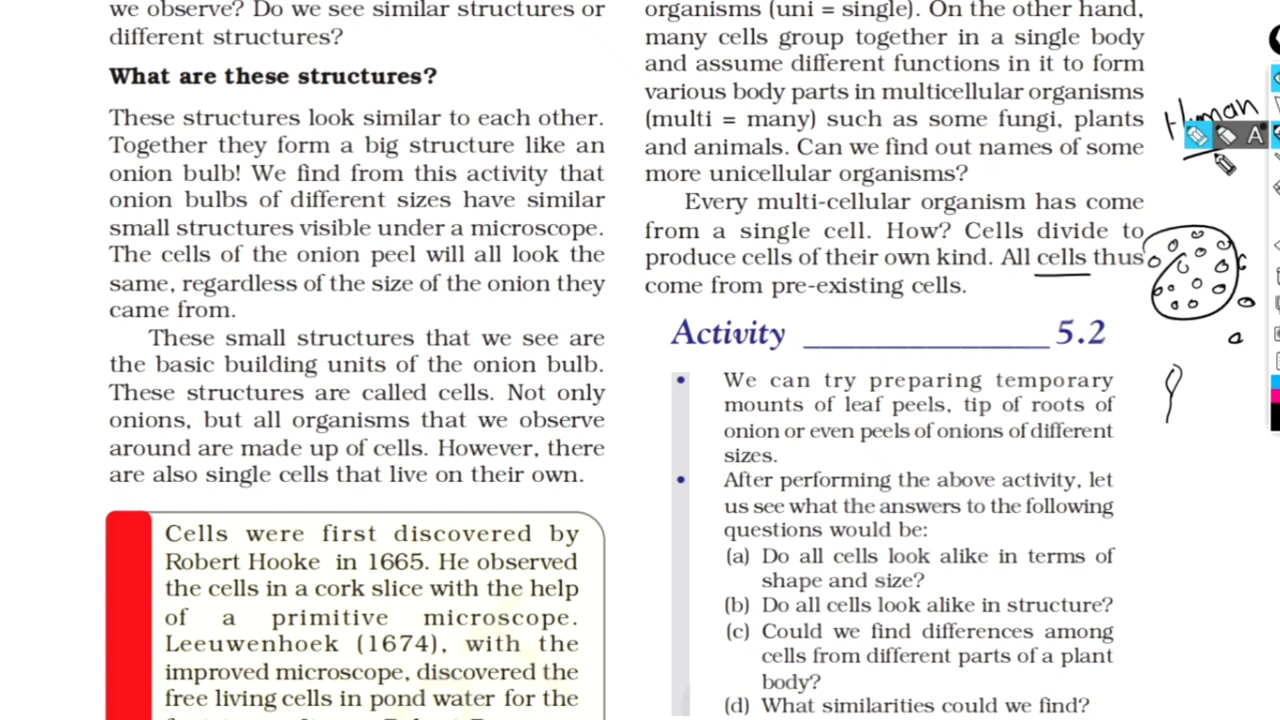 we observe? Do we see similar structures or
different structures?
What are these structures?
These structures look similar to each other.
Together they form a big structure like an
onion bulb! We find from this activity that
onion bulbs of different sizes have similar
small structures visible under a microscope.
The cells of the onion peel will all look the
same, regardless of the size of the onion they
came from.
These small structures that we see are
the basic building units of the onion bulb.
These structures are called cells. Not only
onions, but all organisms that we observe
around are made up of cells. However, there
are also single cells that live on their own.
Cells were first discovered by
Robert Hooke in 1665. He observed
the cells in a cork slice with the help
of a primitive microscope.
Leeuwenhoek (1674), with the
improved microscope, discovered the
free living cells in pond water for the
organisms (uni = single). On the other hand,
many cells group together in a single body
and assume different functions in it to form
various body parts in multicellular organisms
(multi = many) such as some fungi, plants
and animals. Can we find out names of some
more unicellular organisms?
Every multi-cellular organism has come
from a single cell. How? Cells divide to
produce cells of their own kind. All cells thus
come from pre-existing cells.
Activity 5.2
• We can try preparing temporary
mounts of leaf peels, tip of roots of
onion or even peels of onions of different
sizes.
• After performing the above activity, let
us see what the answers to the following
questions would be:
(a) Do all cells look alike in terms of
shape and size?
(b) Do all cells look alike in structure?
(c) Could we find differences among
cells from different parts of a plant
body?
(d) What similarities could we find?
Human
A